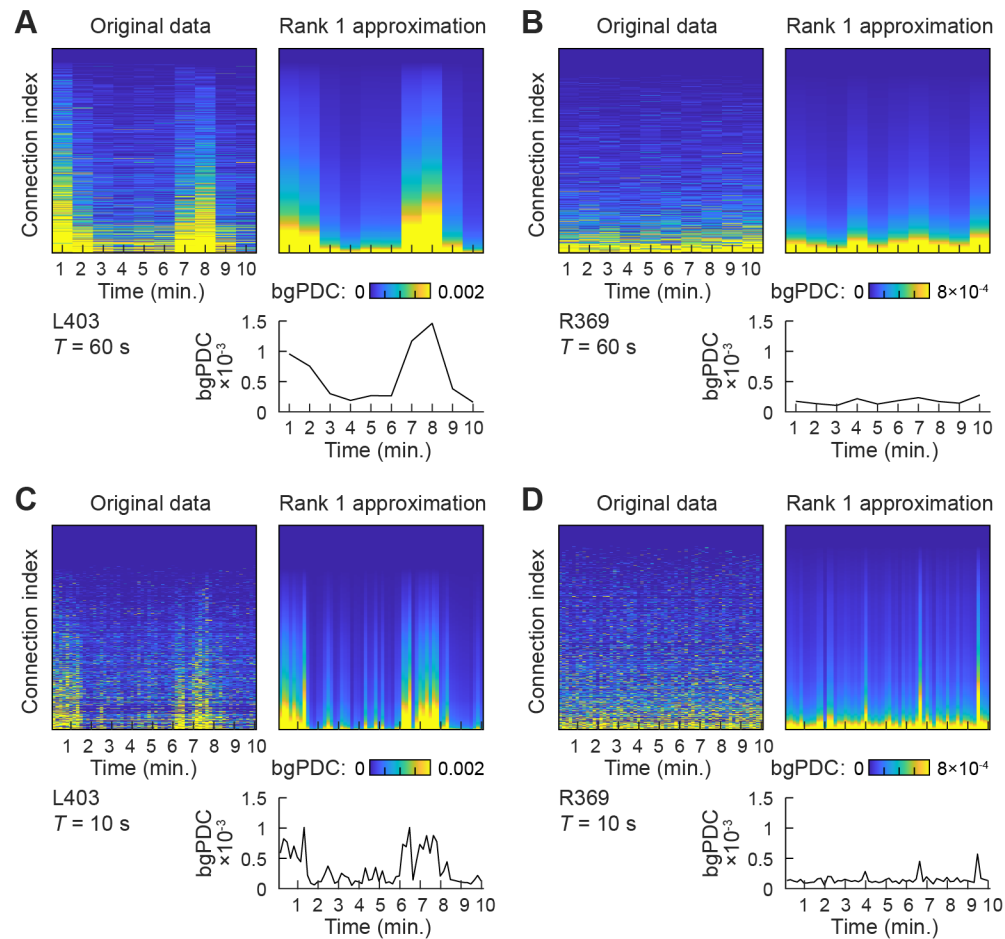 A
Original data
Rank 1 approximation
Connection index
1 2 3 4 5 6 7 8 9 10
Time (min.)
bgPDC: 0 0.002
L403
T = 60 s
bgPDC
×10⁻³
1.5
1
0.5
0
1 2 3 4 5 6 7 8 9 10
Time (min.)
B
Original data
Rank 1 approximation
Connection index
1 2 3 4 5 6 7 8 9 10
Time (min.)
bgPDC: 0 8×10⁻⁴
R369
T = 60 s
bgPDC
×10⁻³
1.5
1
0.5
0
1 2 3 4 5 6 7 8 9 10
Time (min.)
C
Original data
Rank 1 approximation
Connection index
1 2 3 4 5 6 7 8 9 10
Time (min.)
bgPDC: 0 0.002
L403
T = 10 s
bgPDC
×10⁻³
1.5
1
0.5
0
1 2 3 4 5 6 7 8 9 10
Time (min.)
D
Original data
Rank 1 approximation
Connection index
1 2 3 4 5 6 7 8 9 10
Time (min.)
bgPDC: 0 8×10⁻⁴
R369
T = 10 s
bgPDC
×10⁻³
1.5
1
0.5
0
1 2 3 4 5 6 7 8 9 10
Time (min.)